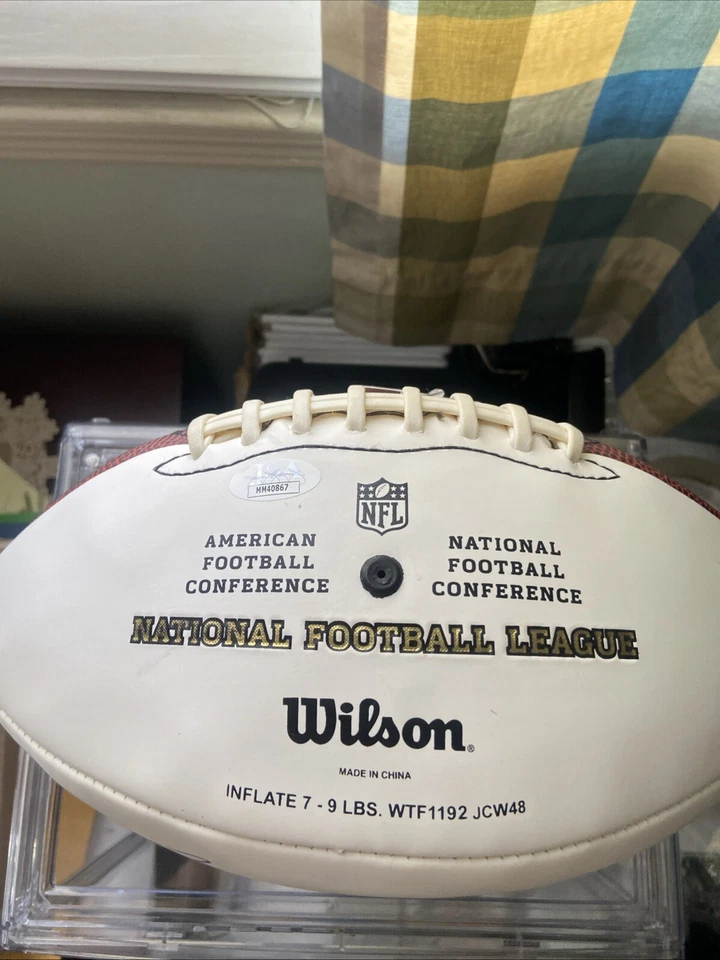 MM40867
NFL
AMERICAN
FOOTBALL
CONFERENCE
NATIONAL
FOOTBALL
CONFERENCE
NATIONAL FOOTBALL LEAGUE
Wilson®
MADE IN CHINA
INFLATE 7 - 9 LBS. WTF1192 JCW48